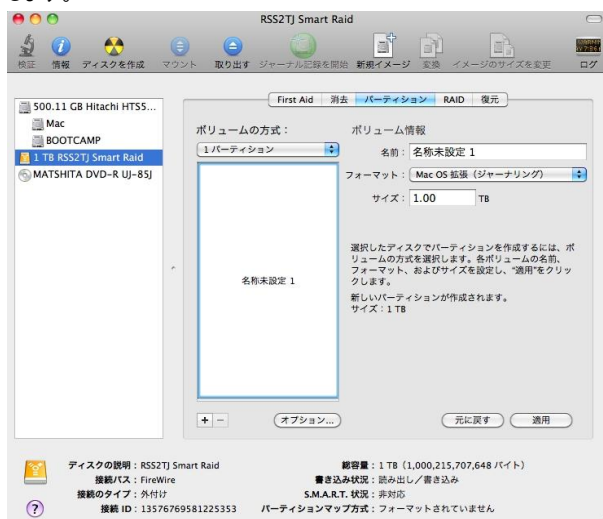 します。
RSS2TJ Smart Raid
検証 情報 ディスクを作成 マウント 取り出す ジャーナル記録を開始 新規イメージ 変換 イメージのサイズを変更 ログ
500.11 GB Hitachi HTS5...
Mac
BOOTCAMP
1 TB RSS2TJ Smart Raid
MATSHITA DVD-R UJ-85J
First Aid 消去 パーティション RAID 復元
ボリュームの方式：
1 パーティション
名称未設定 1
+ − オプション...
ボリューム情報
名前：名称未設定 1
フォーマット：Mac OS 拡張（ジャーナリング）
サイズ：1.00 TB
選択したディスクでパーティションを作成するには、ボ
リュームの方式を選択します。各ボリュームの名前、
フォーマット、およびサイズを設定し、“適用”をクリッ
クします。
新しいパーティションが作成されます。
サイズ：1 TB
元に戻す 適用
ディスクの説明：RSS2TJ Smart Raid
接続パス：FireWire
接続のタイプ：外付け
接続 ID：13576769581225353
総容量：1 TB（1,000,215,707,648 バイト）
書き込み状況：読み出し／書き込み
S.M.A.R.T. 状況：非対応
パーティションマップ方式：フォーマットされていません
?